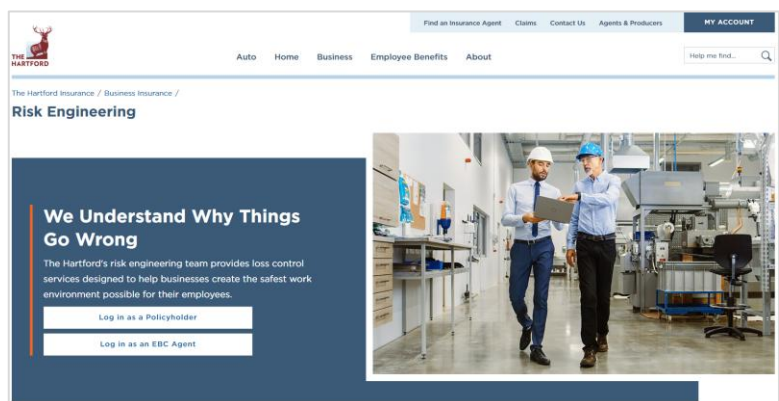 Find an Insurance Agent Claims Contact Us Agents & Producers MY ACCOUNT
THE
HARTFORD
Auto Home Business Employee Benefits About
Help me find...
The Hartford Insurance / Business Insurance /
Risk Engineering
We Understand Why Things
Go Wrong
The Hartford's risk engineering team provides loss control
services designed to help businesses create the safest work
environment possible for their employees.
Log in as a Policyholder
Log in as an EBC Agent